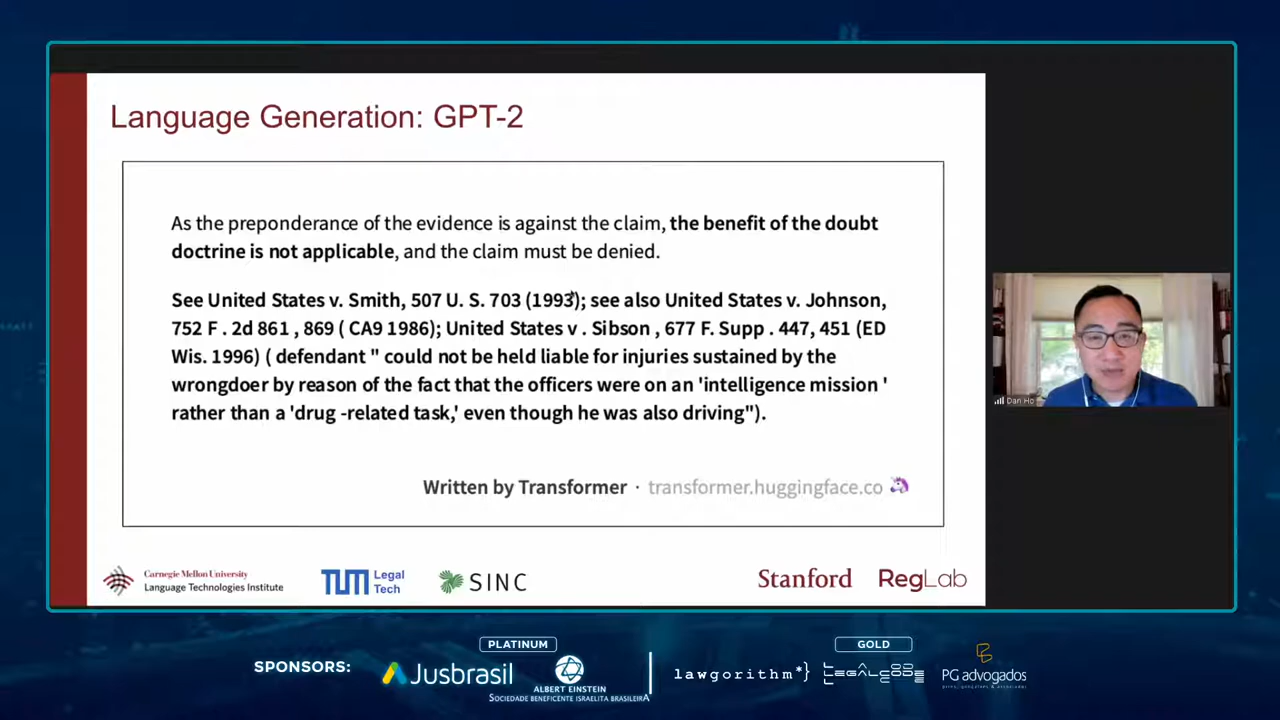 Language Generation: GPT-2
As the preponderance of the evidence is against the claim, the benefit of the doubt
doctrine is not applicable, and the claim must be denied.
See United States v. Smith, 507 U. S. 703 (1993); see also United States v. Johnson,
752 F . 2d 861 , 869 ( CA9 1986); United States v . Sibson , 677 F. Supp . 447, 451 (ED
Wis. 1996) ( defendant " could not be held liable for injuries sustained by the
wrongdoer by reason of the fact that the officers were on an 'intelligence mission '
rather than a 'drug -related task,' even though he was also driving").
Written by Transformer · transformer.huggingface.co
Dan Ho
Carnegie Mellon University
Language Technologies Institute
TUM Legal
Tech
SINC
Stanford RegLab
SPONSORS:
PLATINUM
Jusbrasil
ALBERT EINSTEIN
SOCIEDADE BENEFICENTE ISRAELITA BRASILEIRA
GOLD
lawgorithm*}
LEGALCODE
PG advogados